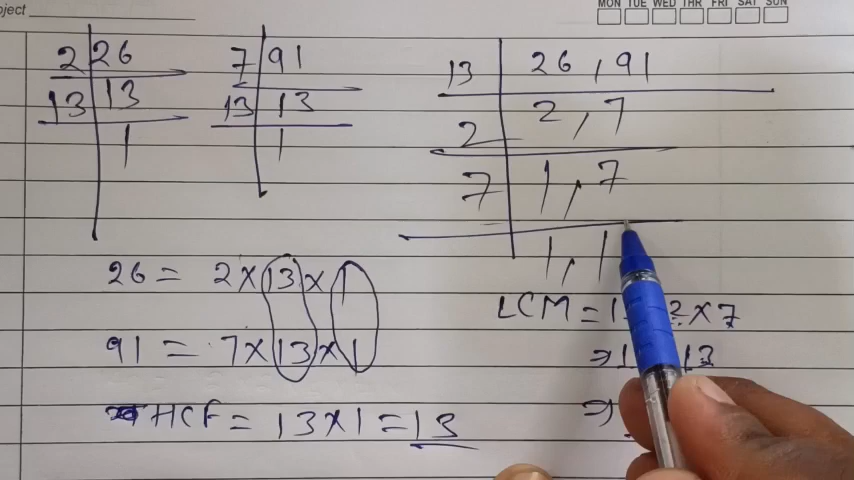 MON TUE WED THR FRI SAT SUN
2 26
13 13
1
7 91
13 13
1
13 26, 91
2 2, 7
7 1, 7
1, 1
26 = 2 × 13 × 1
91 = 7 × 13 × 1
HCF = 13 × 1 = 13
LCM = × 7
⇒ 13
⇒